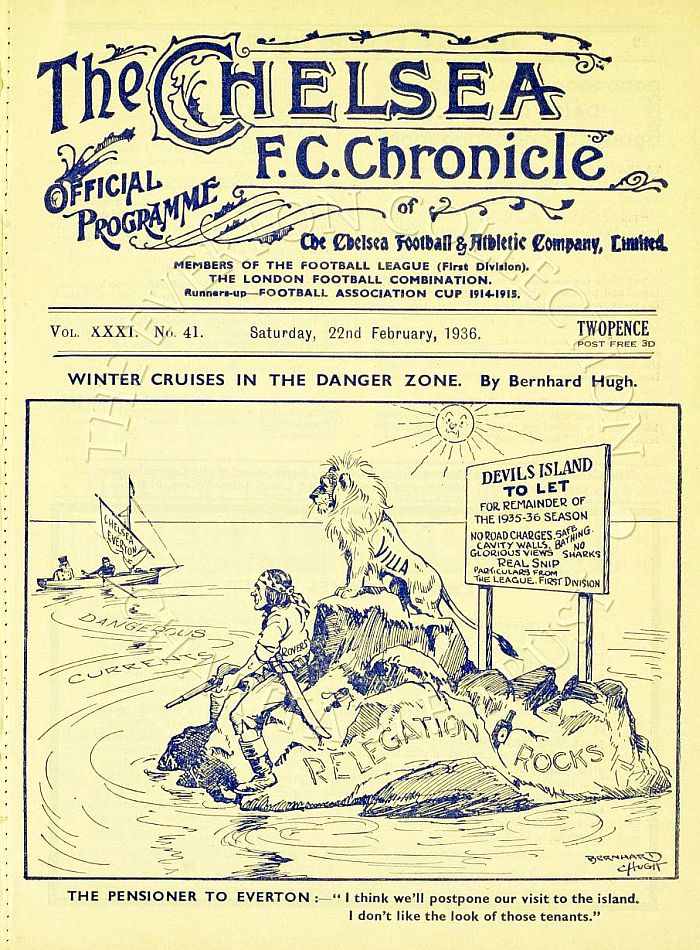 The CHELSEA
F.C. Chronicle
OFFICIAL
PROGRAMME
of
The Chelsea Football & Athletic Company, Limited.
MEMBERS OF THE FOOTBALL LEAGUE (First Division).
THE LONDON FOOTBALL COMBINATION.
Runners-up—FOOTBALL ASSOCIATION CUP 1914-1915.
VOL. XXXI. No. 41. Saturday, 22nd February, 1936. TWOPENCE
POST FREE 3D
WINTER CRUISES IN THE DANGER ZONE. By Bernhard Hugh.
DEVILS ISLAND
TO LET
FOR REMAINDER OF
THE 1935-36 SEASON
NO ROAD CHARGES, SAFE
CAVITY WALLS, BATHING.
GLORIOUS VIEWS NO SHARKS
REAL SNIP
PARTICULARS FROM
THE LEAGUE. FIRST DIVISION
CHELSEA
EVERTON
VILLA
DANGEROUS
CURRENTS
ROVERS
RELEGATION
ROCKS
BERNHARD
HUGH
THE PENSIONER TO EVERTON :—" I think we'll postpone our visit to the island.
I don't like the look of those tenants."
THE EVERTON COLLECTION